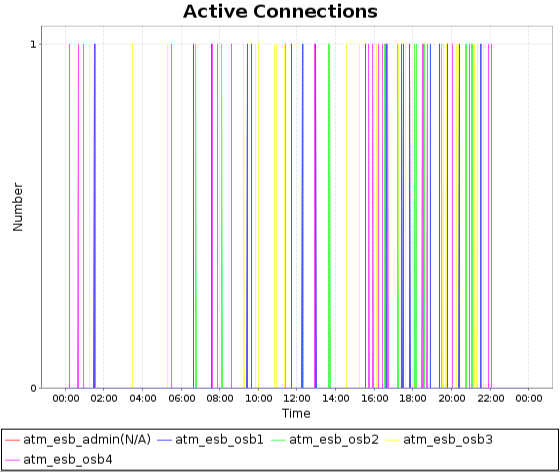 Active Connections
1
Number
0
00:00 02:00 04:00 06:00 08:00 10:00 12:00 14:00 16:00 18:00 20:00 22:00 00:00
Time
atm_esb_admin(N/A) atm_esb_osb1 atm_esb_osb2 atm_esb_osb3
atm_esb_osb4